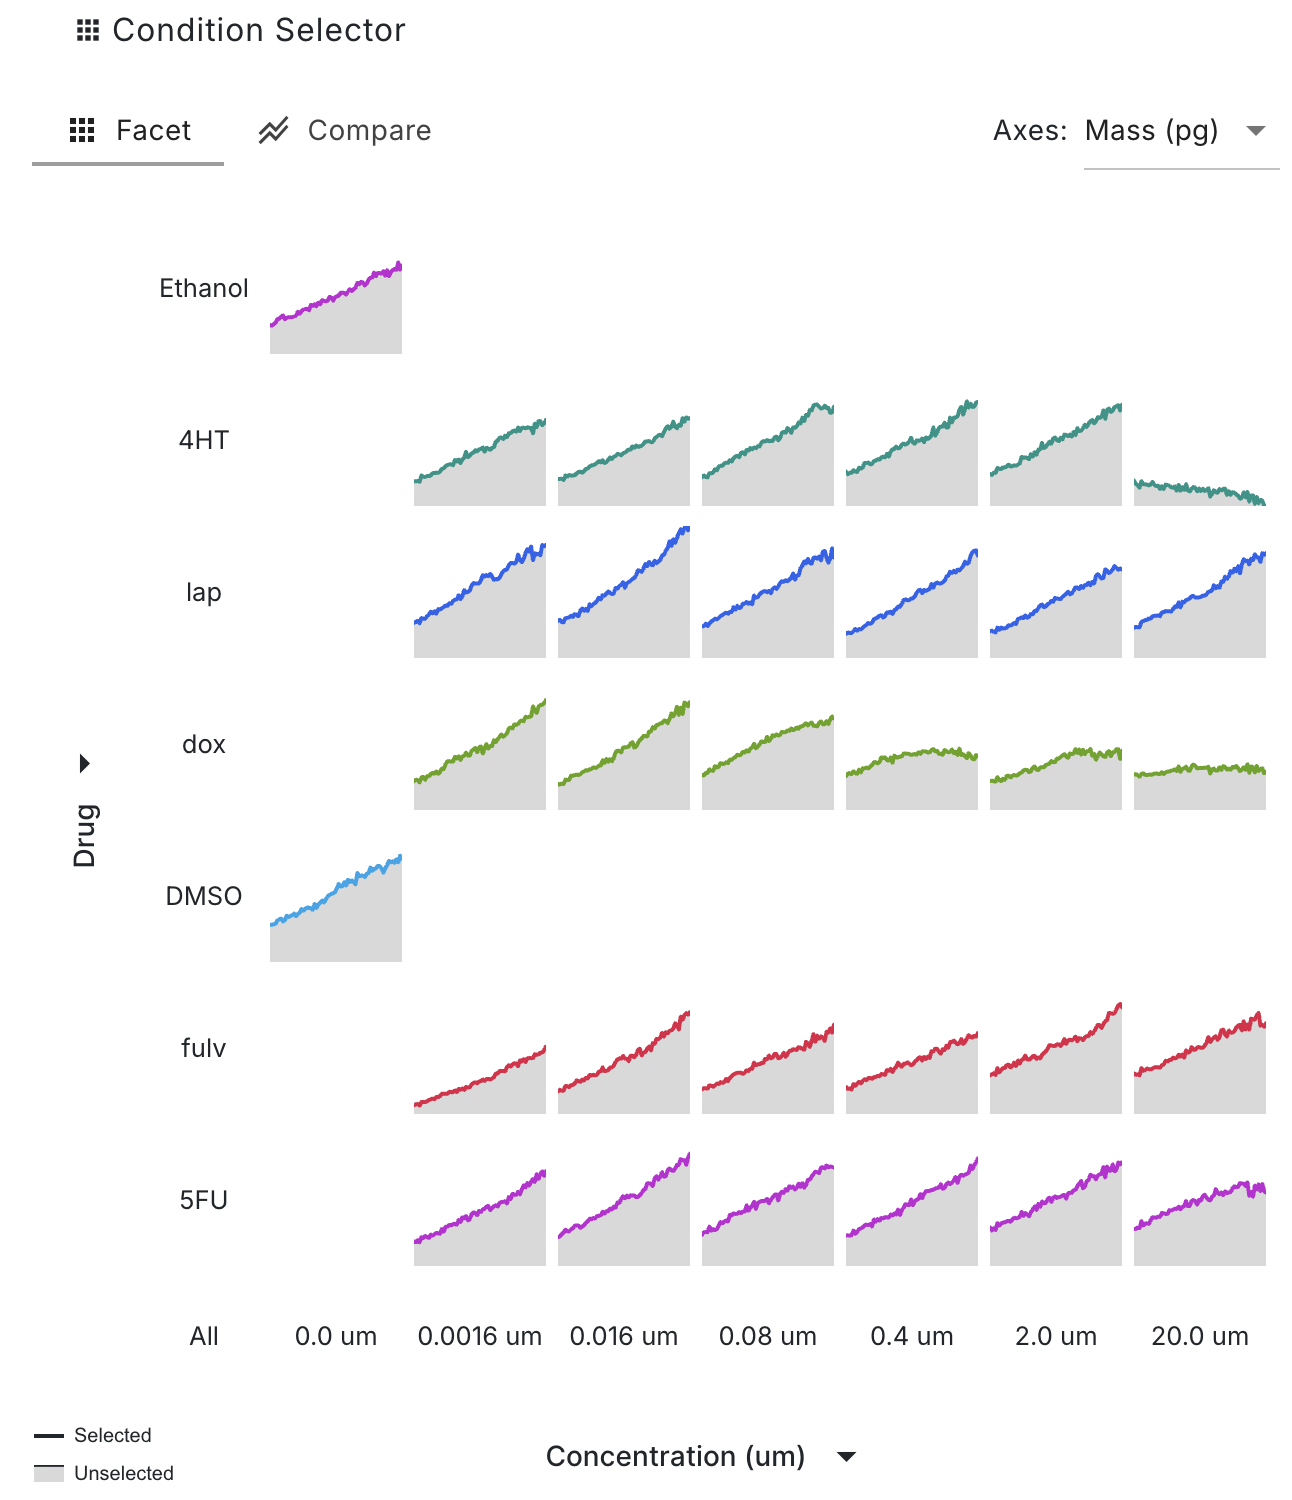 Condition Selector
Facet
Compare
Axes: Mass (pg)
Ethanol
4HT
lap
dox
Drug
DMSO
fulv
5FU
All 0.0 um 0.0016 um 0.016 um 0.08 um 0.4 um 2.0 um 20.0 um
Selected
Concentration (um)
Unselected